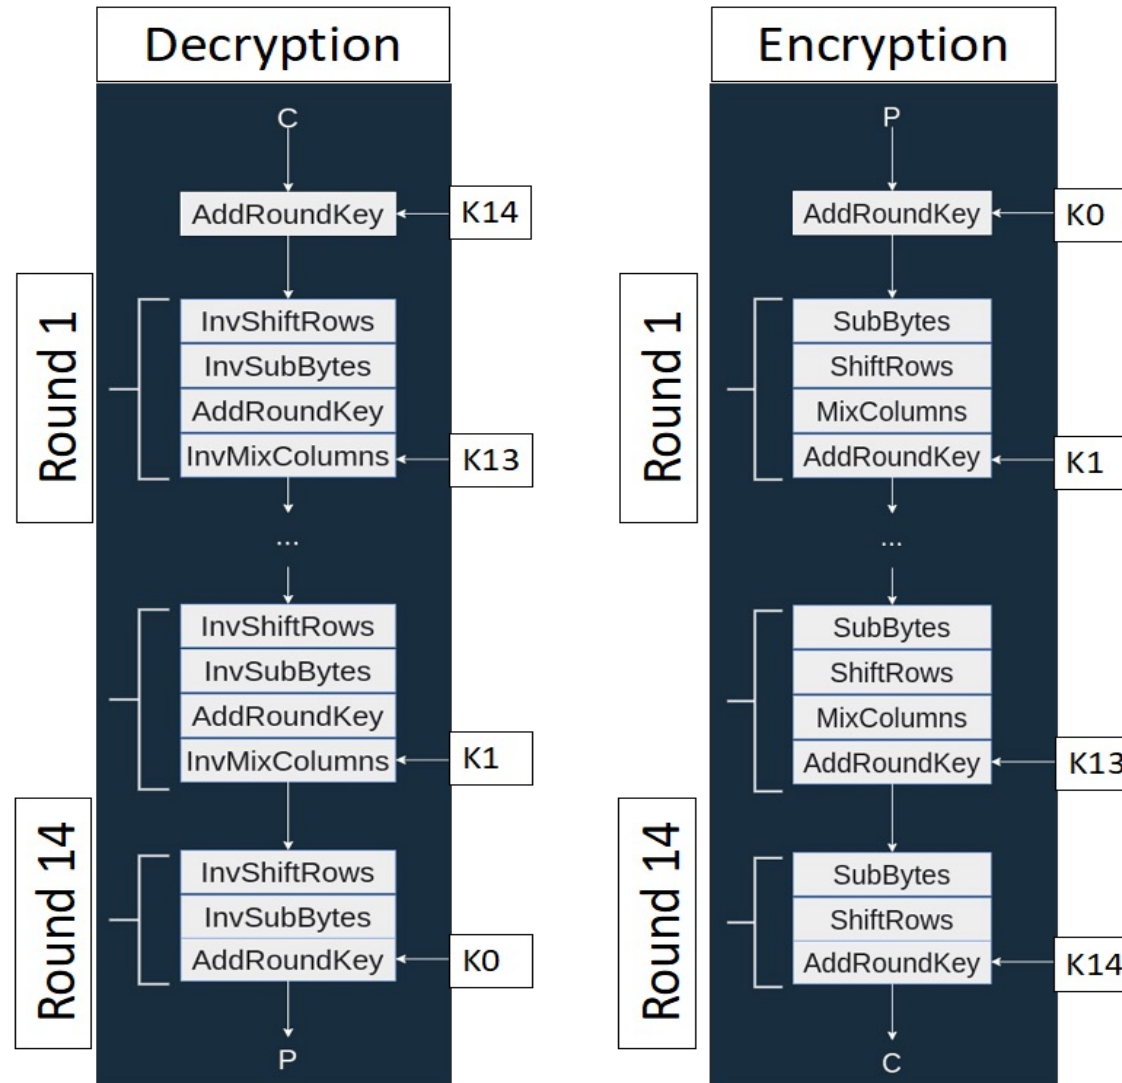 Decryption
C
AddRoundKey
K14
Round 1
InvShiftRows
InvSubBytes
AddRoundKey
InvMixColumns
K13
...
InvShiftRows
InvSubBytes
AddRoundKey
InvMixColumns
K1
Round 14
InvShiftRows
InvSubBytes
AddRoundKey
K0
P
Encryption
P
AddRoundKey
K0
Round 1
SubBytes
ShiftRows
MixColumns
AddRoundKey
K1
...
SubBytes
ShiftRows
MixColumns
AddRoundKey
K13
Round 14
SubBytes
ShiftRows
AddRoundKey
K14
C